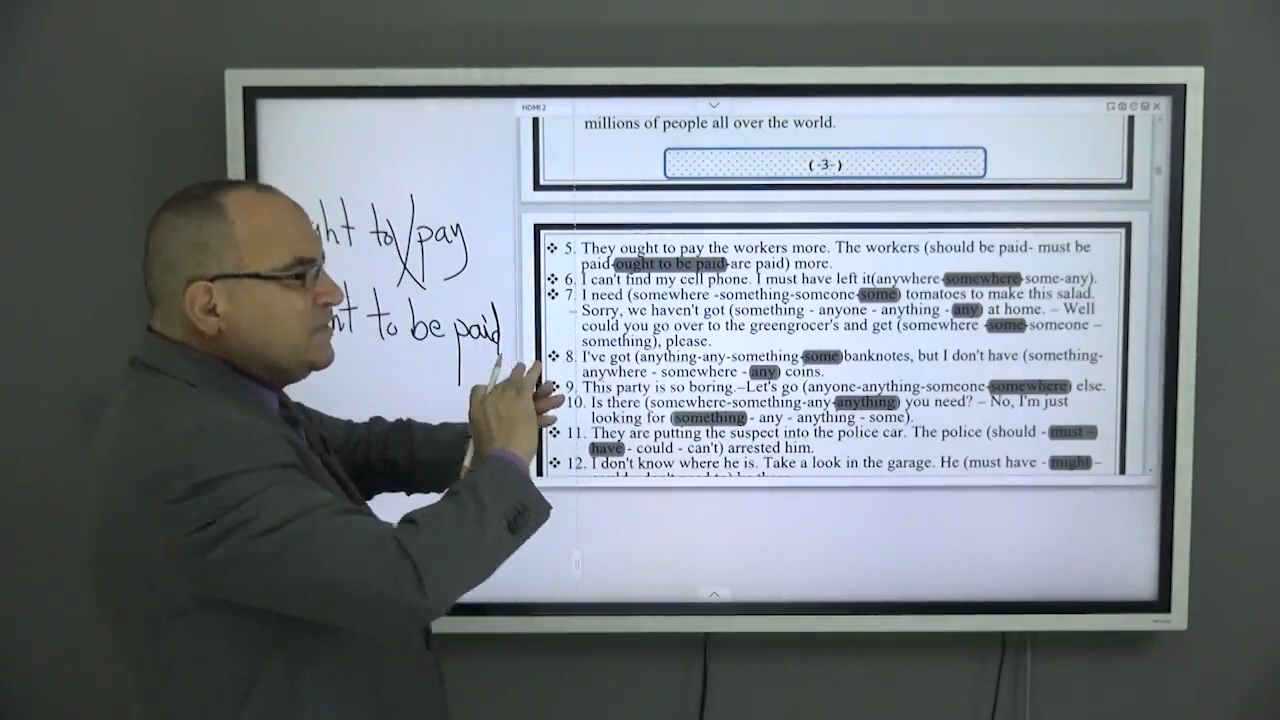 HDMI 2
millions of people all over the world.
( -3- )
ht to/pay
nt to be paid
❖ 5. They ought to pay the workers more. The workers (should be paid- must be
paid-ought to be paid-are paid) more.
❖ 6. I can't find my cell phone. I must have left it(anywhere-somewhere-some-any).
❖ 7. I need (somewhere -something-someone-some) tomatoes to make this salad.
– Sorry, we haven't got (something - anyone - anything - any) at home. – Well
could you go over to the greengrocer's and get (somewhere -some-someone –
something), please.
❖ 8. I've got (anything-any-something-some)banknotes, but I don't have (something-
anywhere - somewhere - any) coins.
❖ 9. This party is so boring.–Let's go (anyone-anything-someone-somewhere) else.
10. Is there (somewhere-something-any-anything) you need? – No, I'm just
looking for (something - any - anything - some).
❖ 11. They are putting the suspect into the police car. The police (should - must –
have - could - can't) arrested him.
❖ 12. I don't know where he is. Take a look in the garage. He (must have - might –